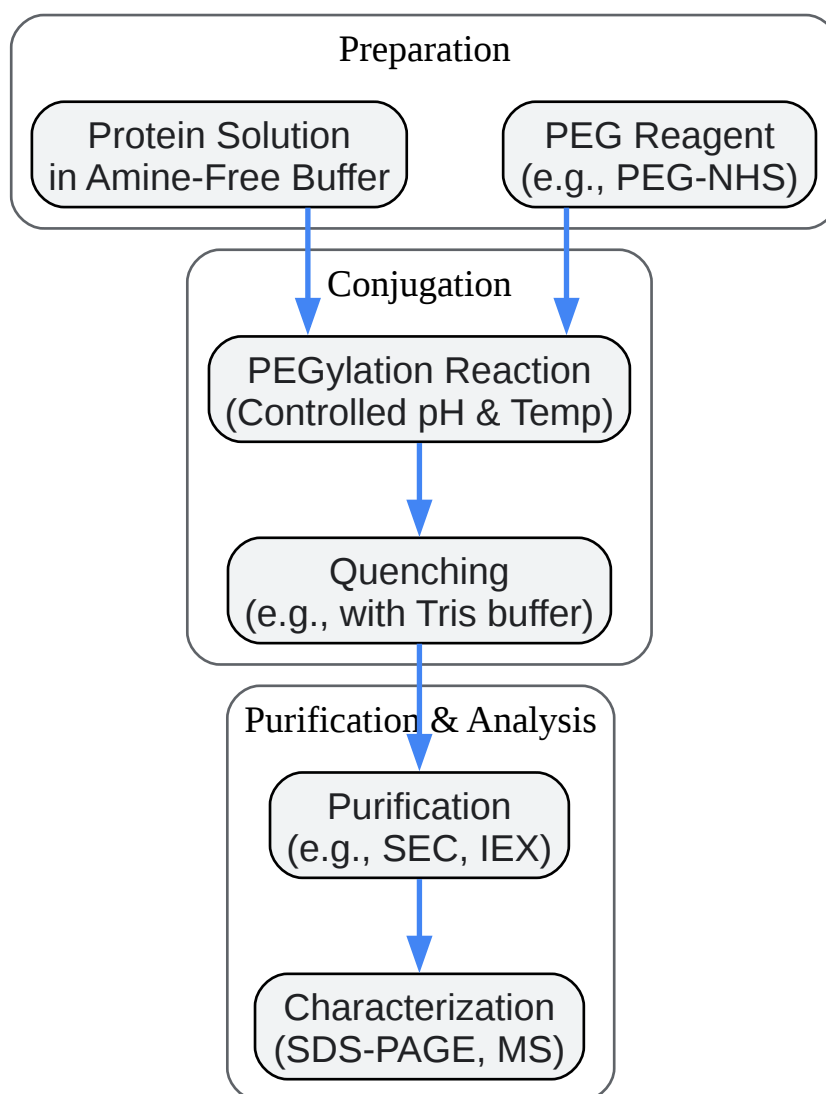 Preparation
Protein Solution
in Amine-Free Buffer
PEG Reagent
(e.g., PEG-NHS)
Conjugation
PEGylation Reaction
(Controlled pH & Temp)
Quenching
(e.g., with Tris buffer)
Purification & Analysis
Purification
(e.g., SEC, IEX)
Characterization
(SDS-PAGE, MS)